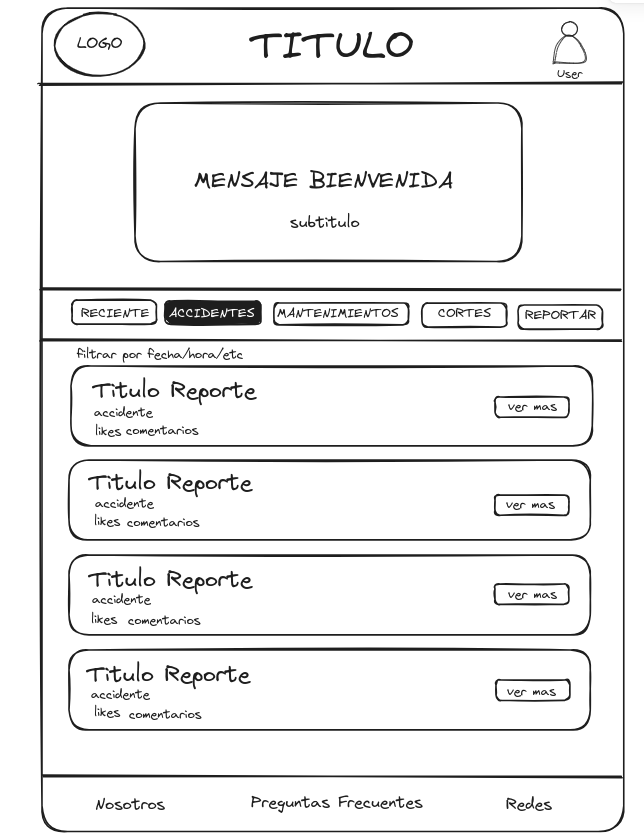 LOGO
TITULO
User
MENSAJE BIENVENIDA
subtitulo
RECIENTE ACCIDENTES MANTENIMIENTOS CORTES REPORTAR
filtrar por fecha/hora/etc
Titulo Reporte
accidente
ver mas
likes comentarios
Titulo Reporte
accidente
ver mas
likes comentarios
Titulo Reporte
accidente
ver mas
likes comentarios
Titulo Reporte
accidente
ver mas
likes comentarios
Nosotros Preguntas Frecuentes Redes